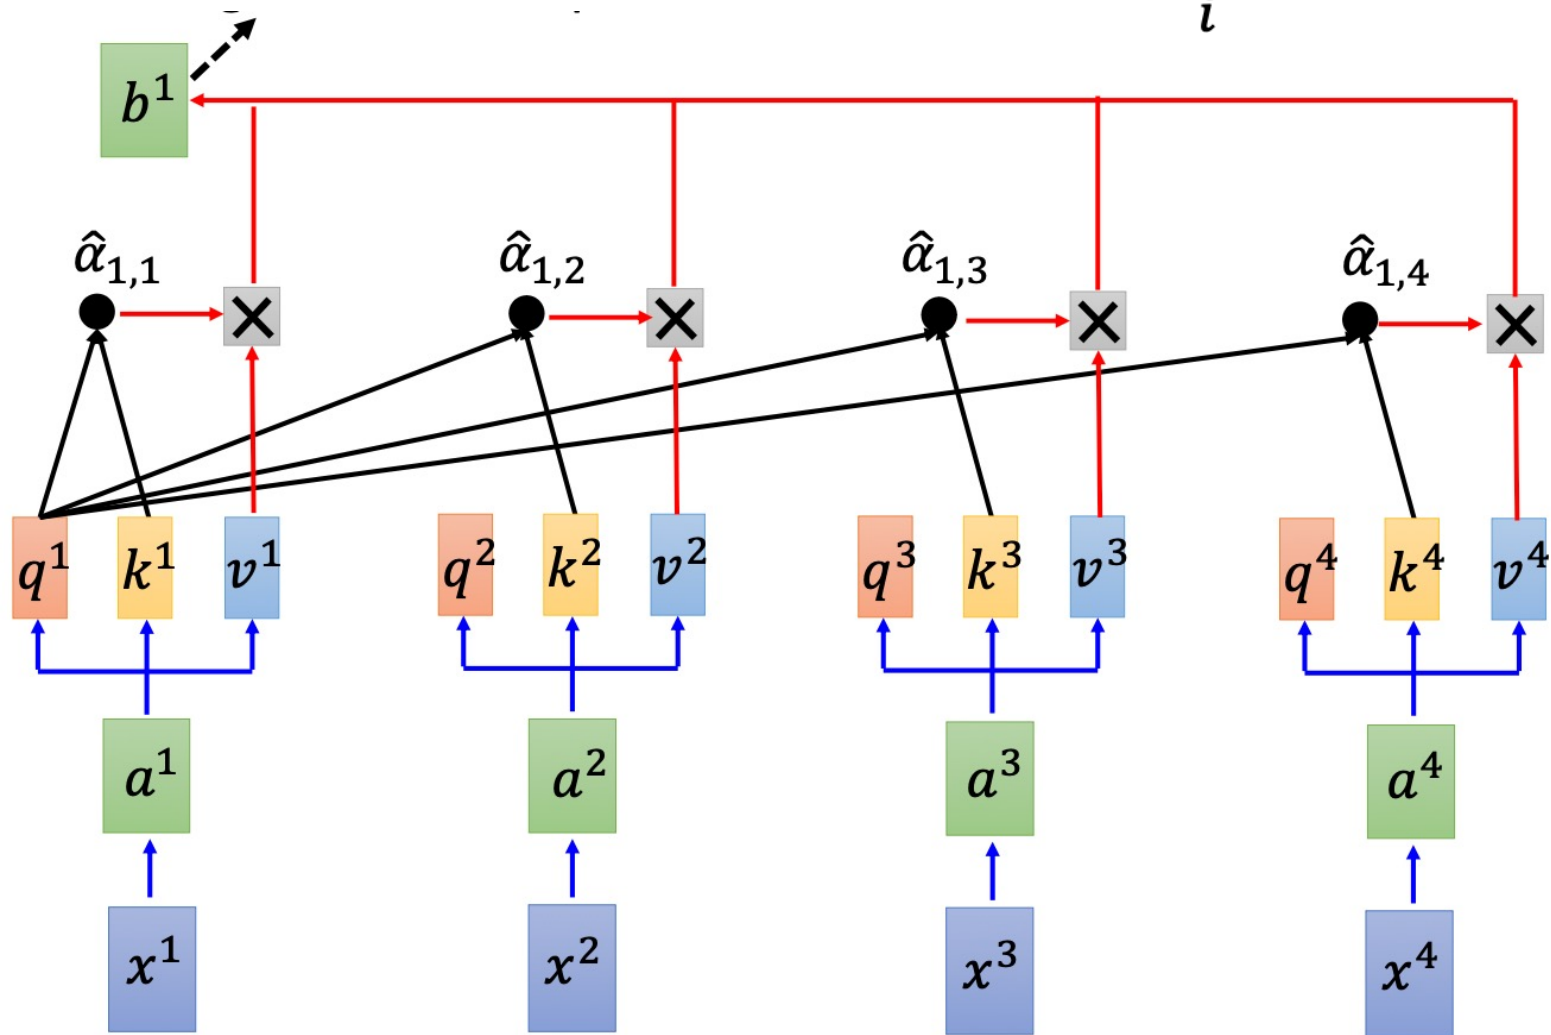 i
b¹
α̂₁,₁ α̂₁,₂ α̂₁,₃ α̂₁,₄
q¹ k¹ v¹ q² k² v² q³ k³ v³ q⁴ k⁴ v⁴
a¹ a² a³ a⁴
x¹ x² x³ x⁴